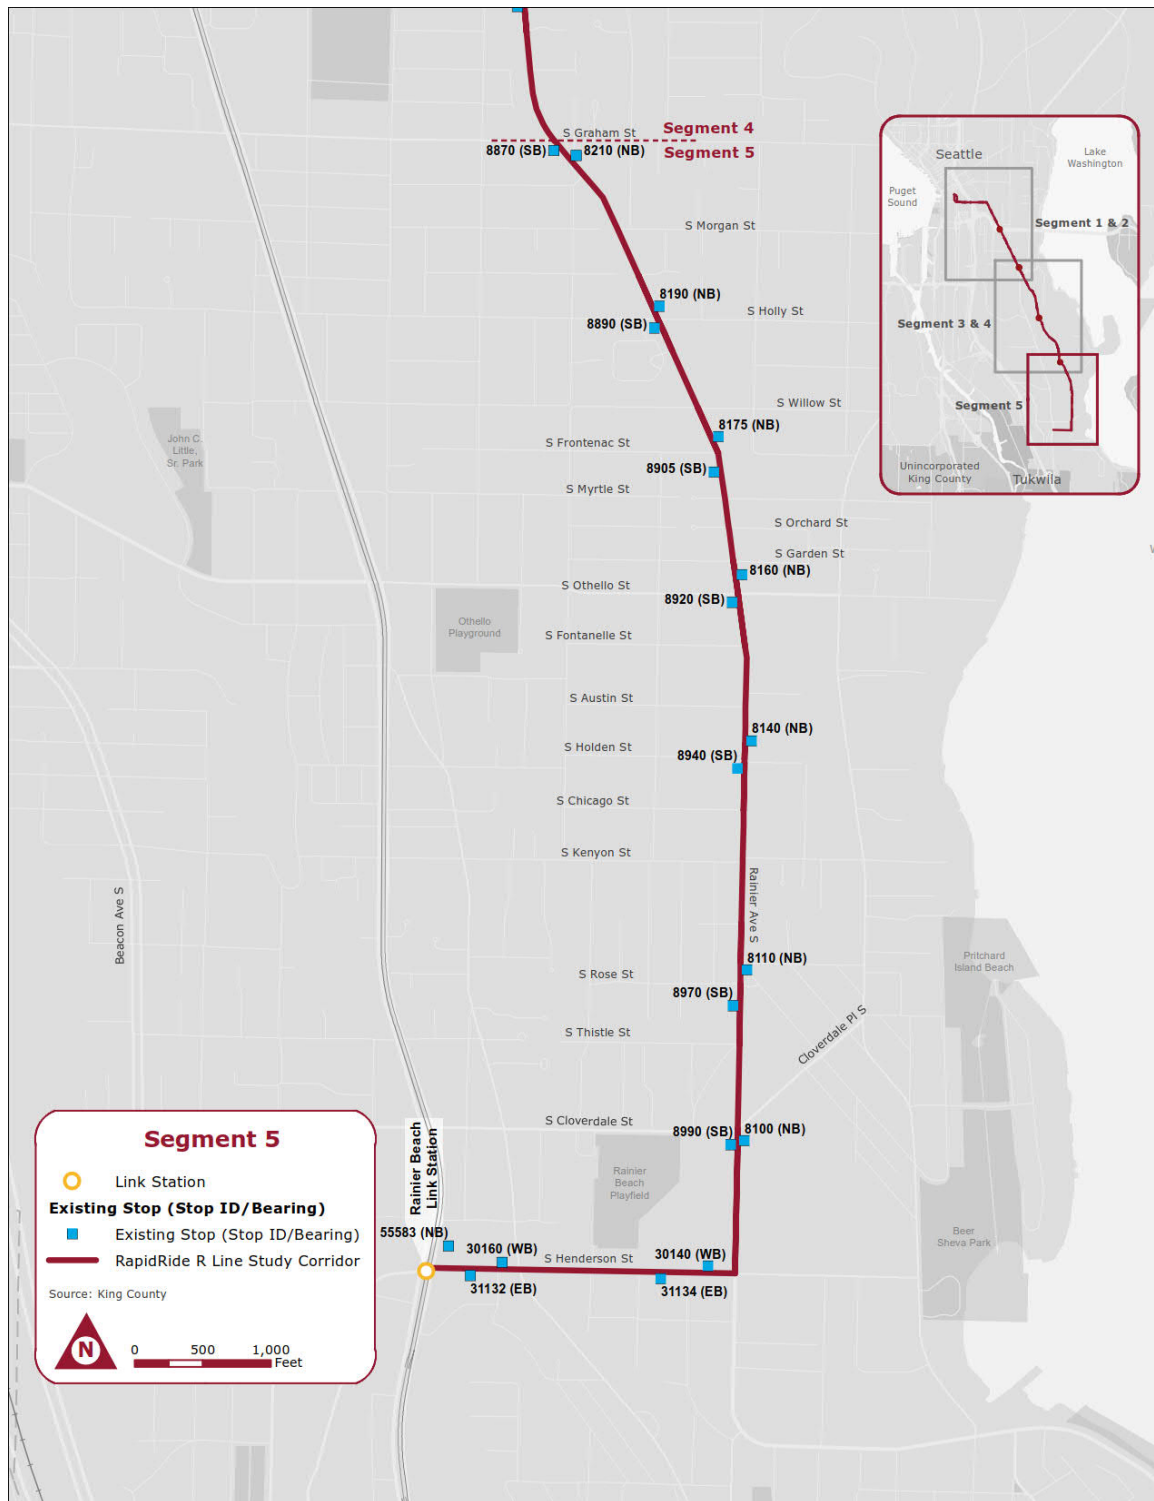 S Graham St
Segment 4
8870 (SB)
8210 (NB)
Segment 5
S Morgan St
8190 (NB)
8890 (SB)
S Holly St
S Willow St
8175 (NB)
S Frontenac St
8905 (SB)
S Myrtle St
S Orchard St
S Garden St
8160 (NB)
S Othello St
8920 (SB)
S Fontanelle St
John C.
Little,
Sr. Park
Othello
Playground
S Austin St
8140 (NB)
S Holden St
8940 (SB)
S Chicago St
S Kenyon St
Rainier Ave S
Beacon Ave S
8110 (NB)
S Rose St
8970 (SB)
Pritchard
Island Beach
S Thistle St
Cloverdale Pl S
S Cloverdale St
8990 (SB)
8100 (NB)
Rainier
Beach
Playfield
Beer
Sheva Park
Rainier Beach
Link Station
55583 (NB)
30160 (WB)
S Henderson St
30140 (WB)
31132 (EB)
31134 (EB)
Seattle
Lake
Washington
Puget
Sound
Segment 1 & 2
Segment 3 & 4
Segment 5
Unincorporated
King County
Tukwila
Segment 5
Link Station
Existing Stop (Stop ID/Bearing)
Existing Stop (Stop ID/Bearing)
RapidRide R Line Study Corridor
Source: King County
N
0 500 1,000
Feet